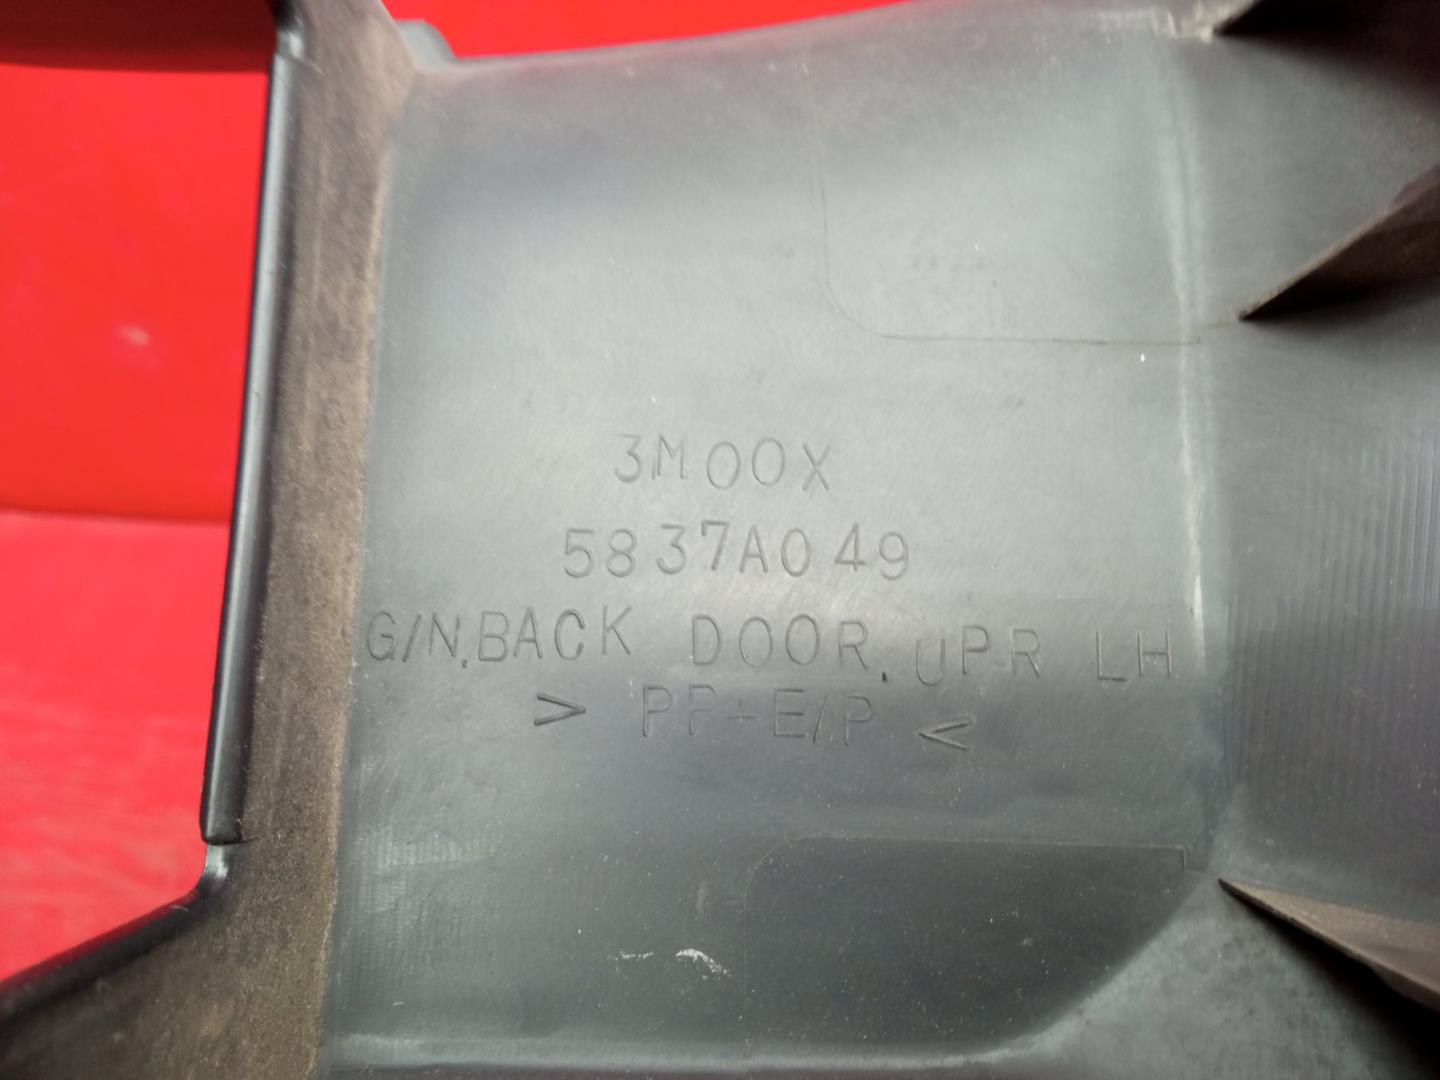 3M00X
5837A049
G/N,BACK DOOR,UPR LH
> PP+E/P <